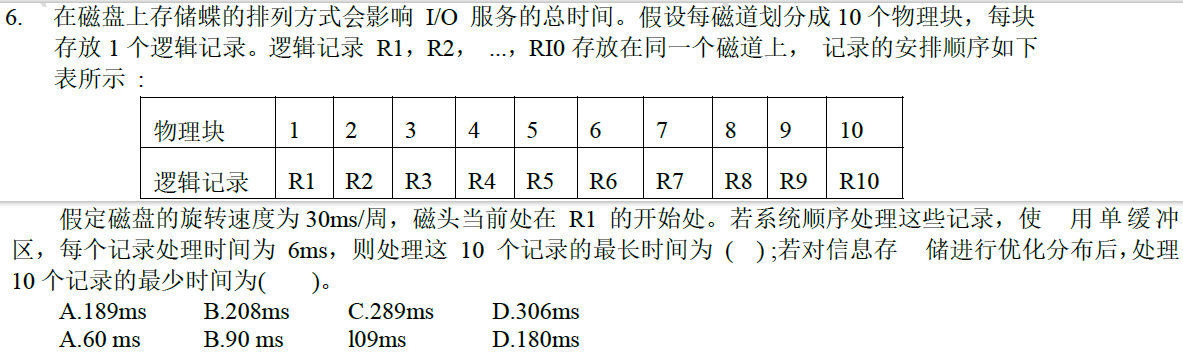 6. 在磁盘上存储蝶的排列方式会影响 I/O 服务的总时间。假设每磁道划分成 10 个物理块，每块
存放 1 个逻辑记录。逻辑记录 R1，R2， ...，RI0 存放在同一个磁道上， 记录的安排顺序如下
表所示 :
物理块 1 2 3 4 5 6 7 8 9 10
逻辑记录 R1 R2 R3 R4 R5 R6 R7 R8 R9 R10
假定磁盘的旋转速度为 30ms/周，磁头当前处在 R1 的开始处。若系统顺序处理这些记录，使 用单缓冲
区，每个记录处理时间为 6ms，则处理这 10 个记录的最长时间为 ( ) ;若对信息存 储进行优化分布后，处理
10 个记录的最少时间为( )。
A.189ms B.208ms C.289ms D.306ms
A.60 ms B.90 ms l09ms D.180ms